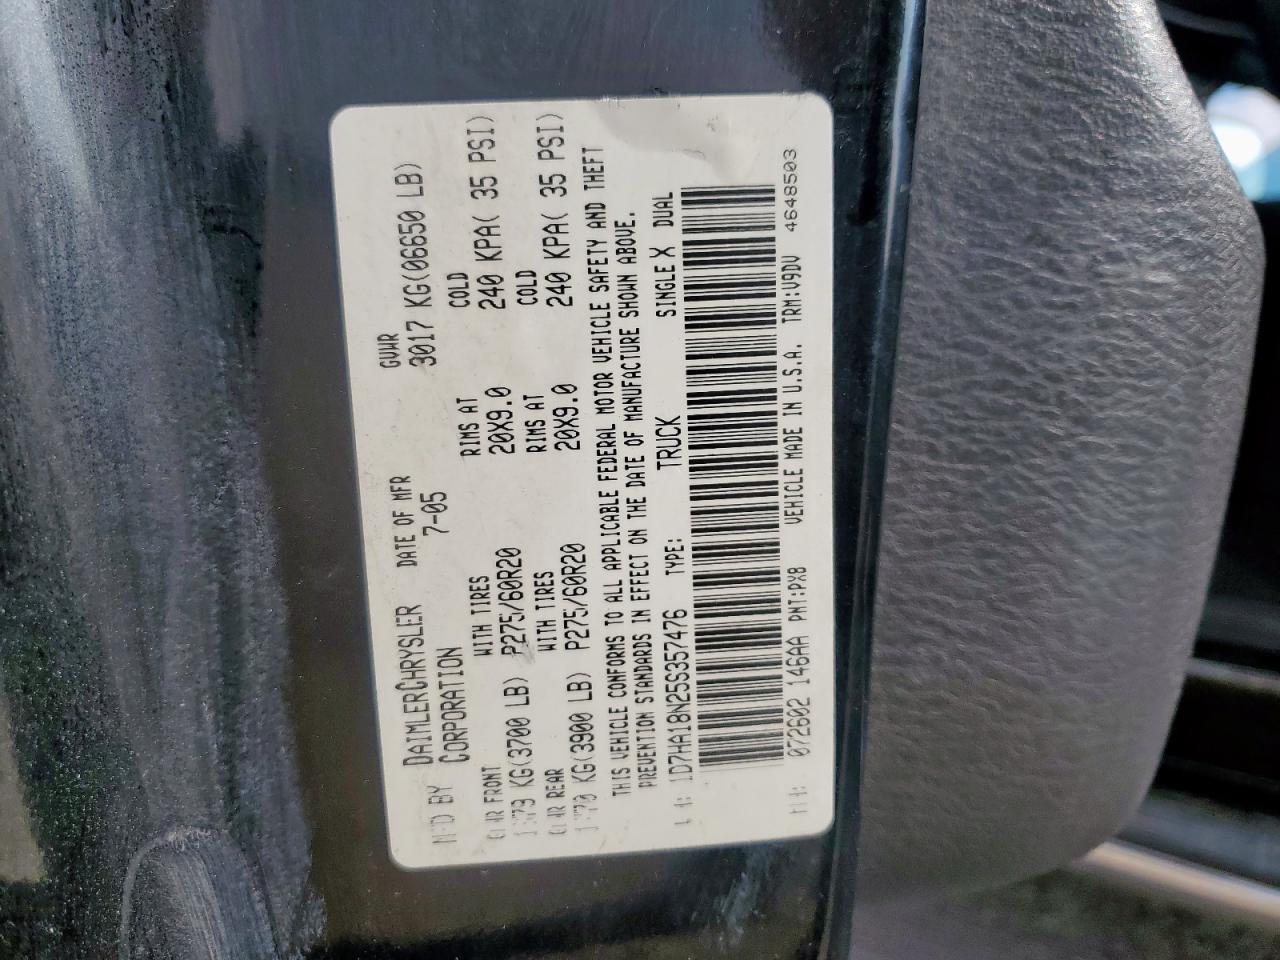 BY DAIMLERCHRYSLER CORPORATION DATE OF MFR 7-05 GVWR 3017 KG(06650 LB)
FRONT WITH TIRES RIMS AT COLD
KG(3700 LB) P275/60R20 20X9.0 240 KPA( 35 PSI)
REAR WITH TIRES RIMS AT COLD
KG(3900 LB) P275/60R20 20X9.0 240 KPA( 35 PSI)
THIS VEHICLE CONFORMS TO ALL APPLICABLE FEDERAL MOTOR VEHICLE SAFETY AND THEFT
PREVENTION STANDARDS IN EFFECT ON THE DATE OF MANUFACTURE SHOWN ABOVE.
1D7HA18N25S357476 TYPE: TRUCK SINGLE X DUAL
072602 146AA PNT:PX8 VEHICLE MADE IN U.S.A. TRM:V9DV 4648503